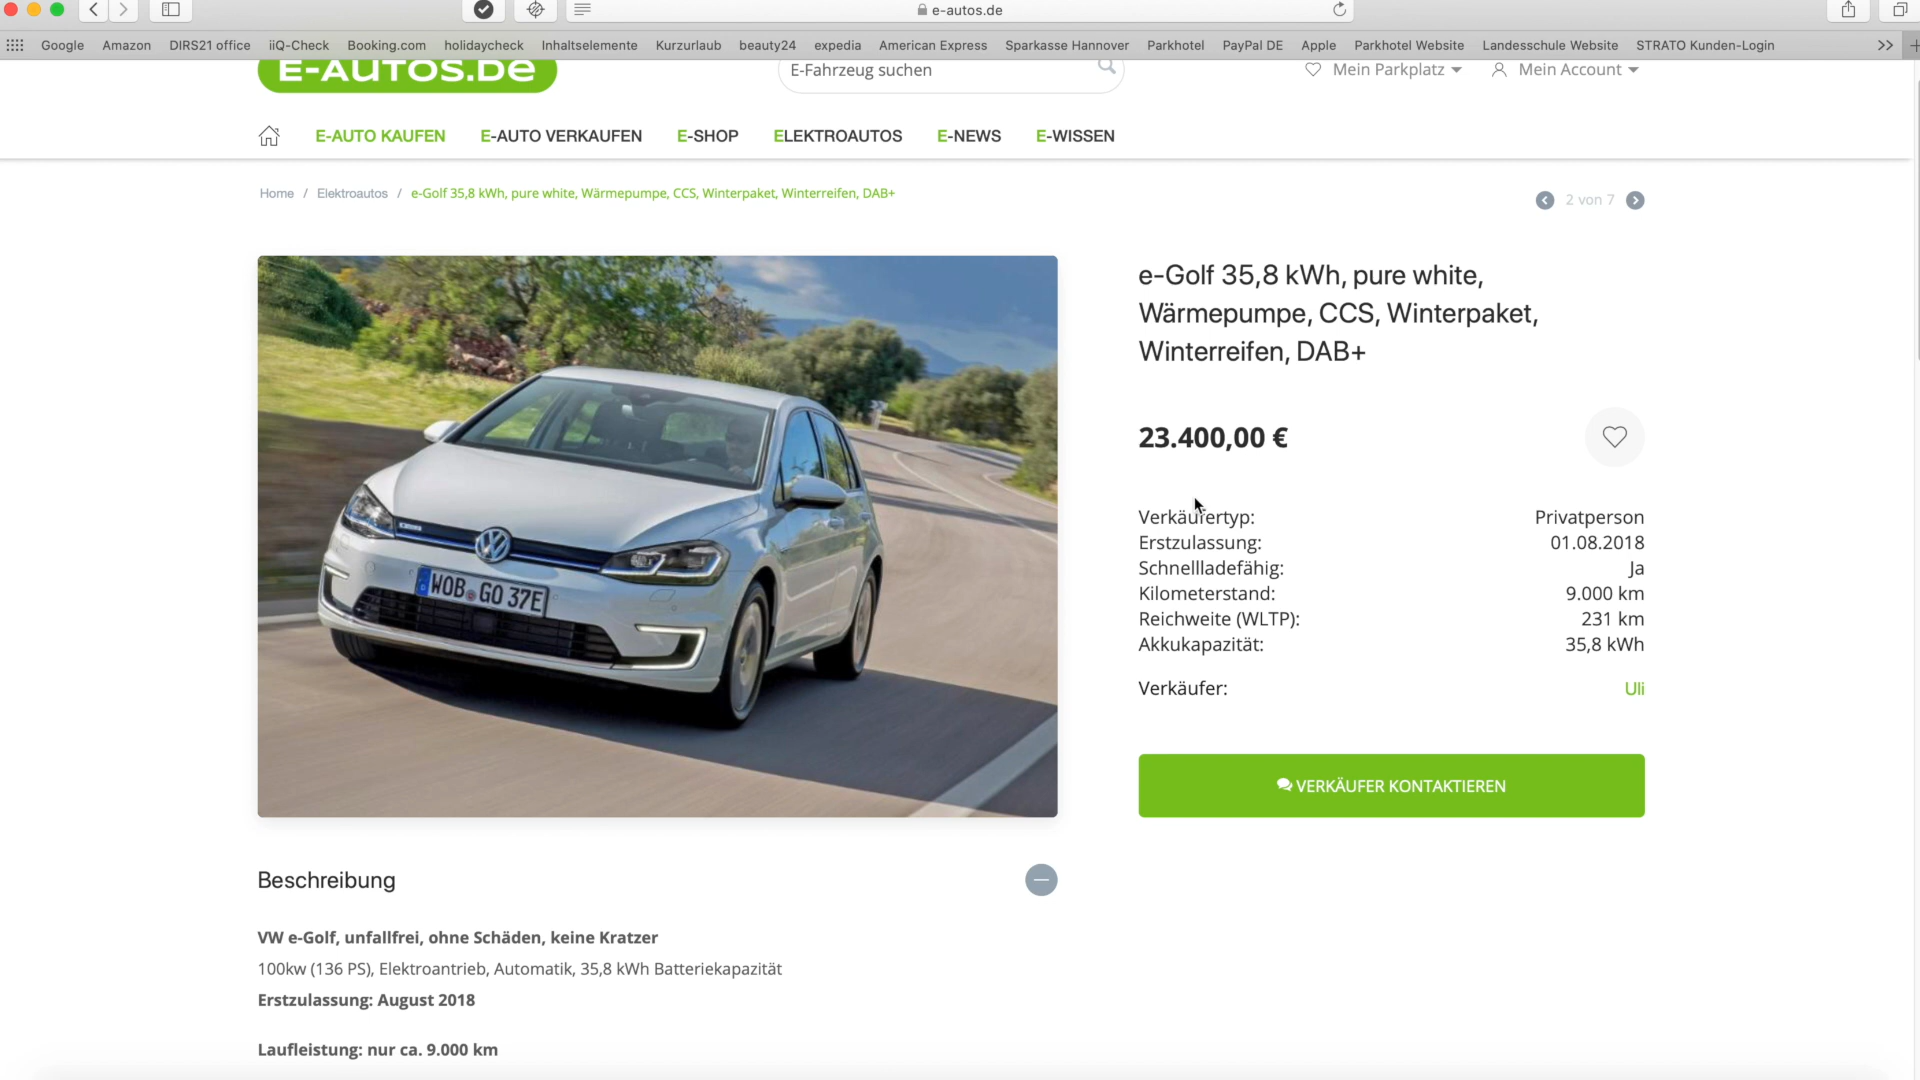 e-autos.de
Google Amazon DIRS21 office iiQ-Check Booking.com holidaycheck Inhaltselemente Kurzurlaub beauty24 expedia American Express Sparkasse Hannover Parkhotel PayPal DE Apple Parkhotel Website Landesschule Website STRATO Kunden-Login
E-AUTOS.DE
E-Fahrzeug suchen
Mein Parkplatz
Mein Account
E-AUTO KAUFEN E-AUTO VERKAUFEN E-SHOP ELEKTROAUTOS E-NEWS E-WISSEN
Home / Elektroautos / e-Golf 35,8 kWh, pure white, Wärmepumpe, CCS, Winterpaket, Winterreifen, DAB+
2 von 7
WOB GO 37E
e-Golf 35,8 kWh, pure white,
Wärmepumpe, CCS, Winterpaket,
Winterreifen, DAB+
23.400,00 €
Verkäufertyp: Privatperson
Erstzulassung: 01.08.2018
Schnellladefähig: Ja
Kilometerstand: 9.000 km
Reichweite (WLTP): 231 km
Akkukapazität: 35,8 kWh
Verkäufer: Uli
VERKÄUFER KONTAKTIEREN
Beschreibung
VW e-Golf, unfallfrei, ohne Schäden, keine Kratzer
100kw (136 PS), Elektroantrieb, Automatik, 35,8 kWh Batteriekapazität
Erstzulassung: August 2018
Laufleistung: nur ca. 9.000 km